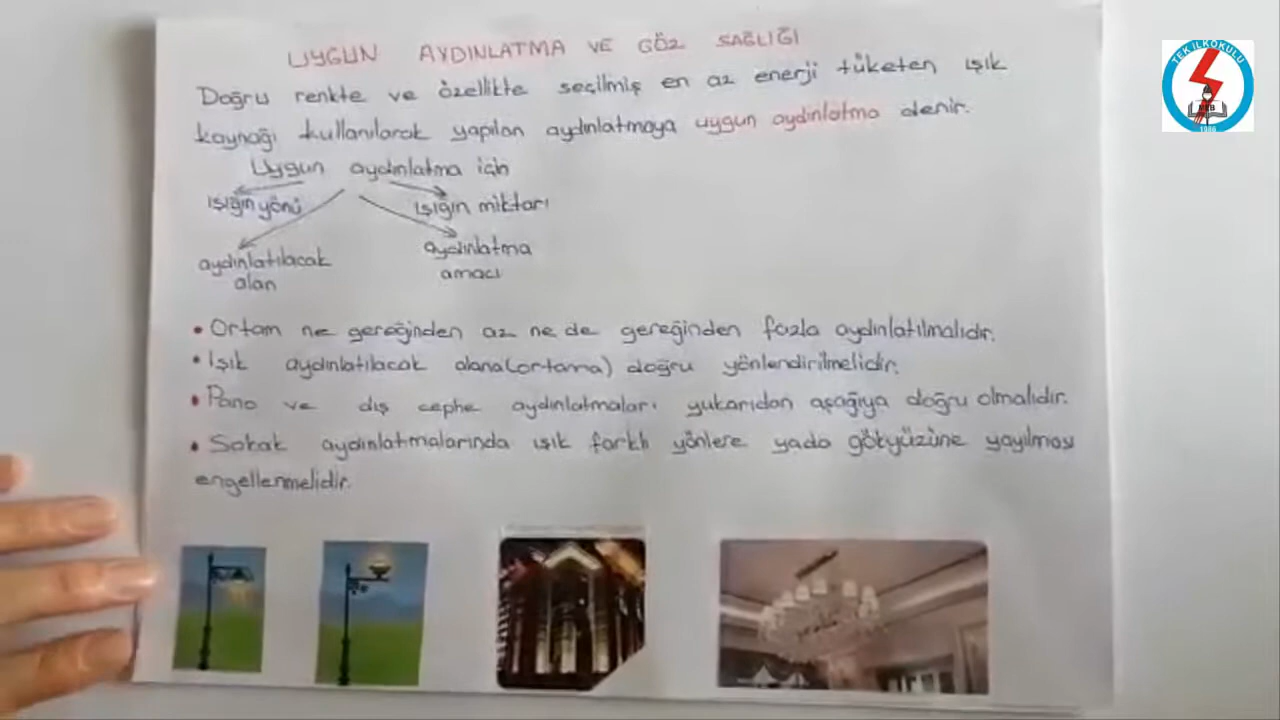 UYGUN AYDINLATMA VE GÖZ SAĞLIĞI
Doğru renkte ve özellikte seçilmiş en az enerji tüketen ışık
kaynağı kullanılarak yapılan aydınlatmaya uygun aydınlatma denir.
Uygun aydınlatma için
ışığın yönü ışığın miktarı
aydınlatılacak alan
aydınlatma amacı
• Ortam ne gereğinden az ne de gereğinden fazla aydınlatılmalıdır.
• Işık aydınlatılacak alana(ortama) doğru yönlendirilmelidir.
• Pano ve dış cephe aydınlatmaları yukarıdan aşağıya doğru olmalıdır.
• Sokak aydınlatmalarında ışık farklı yönlere yada gökyüzüne yayılması
engellenmelidir.
TEK İLKOKULU
MEB
1986